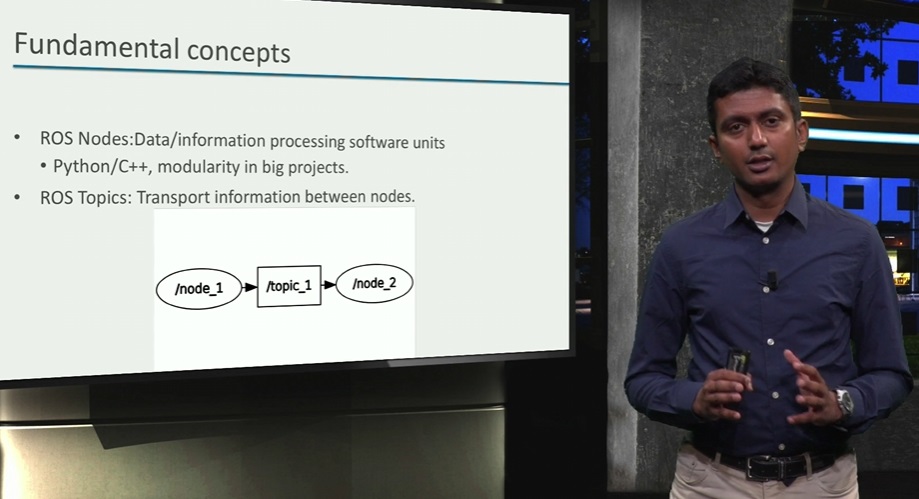 Fundamental concepts
• ROS Nodes:Data/information processing software units
• Python/C++, modularity in big projects.
• ROS Topics: Transport information between nodes.
/node_1 /topic_1 /node_2